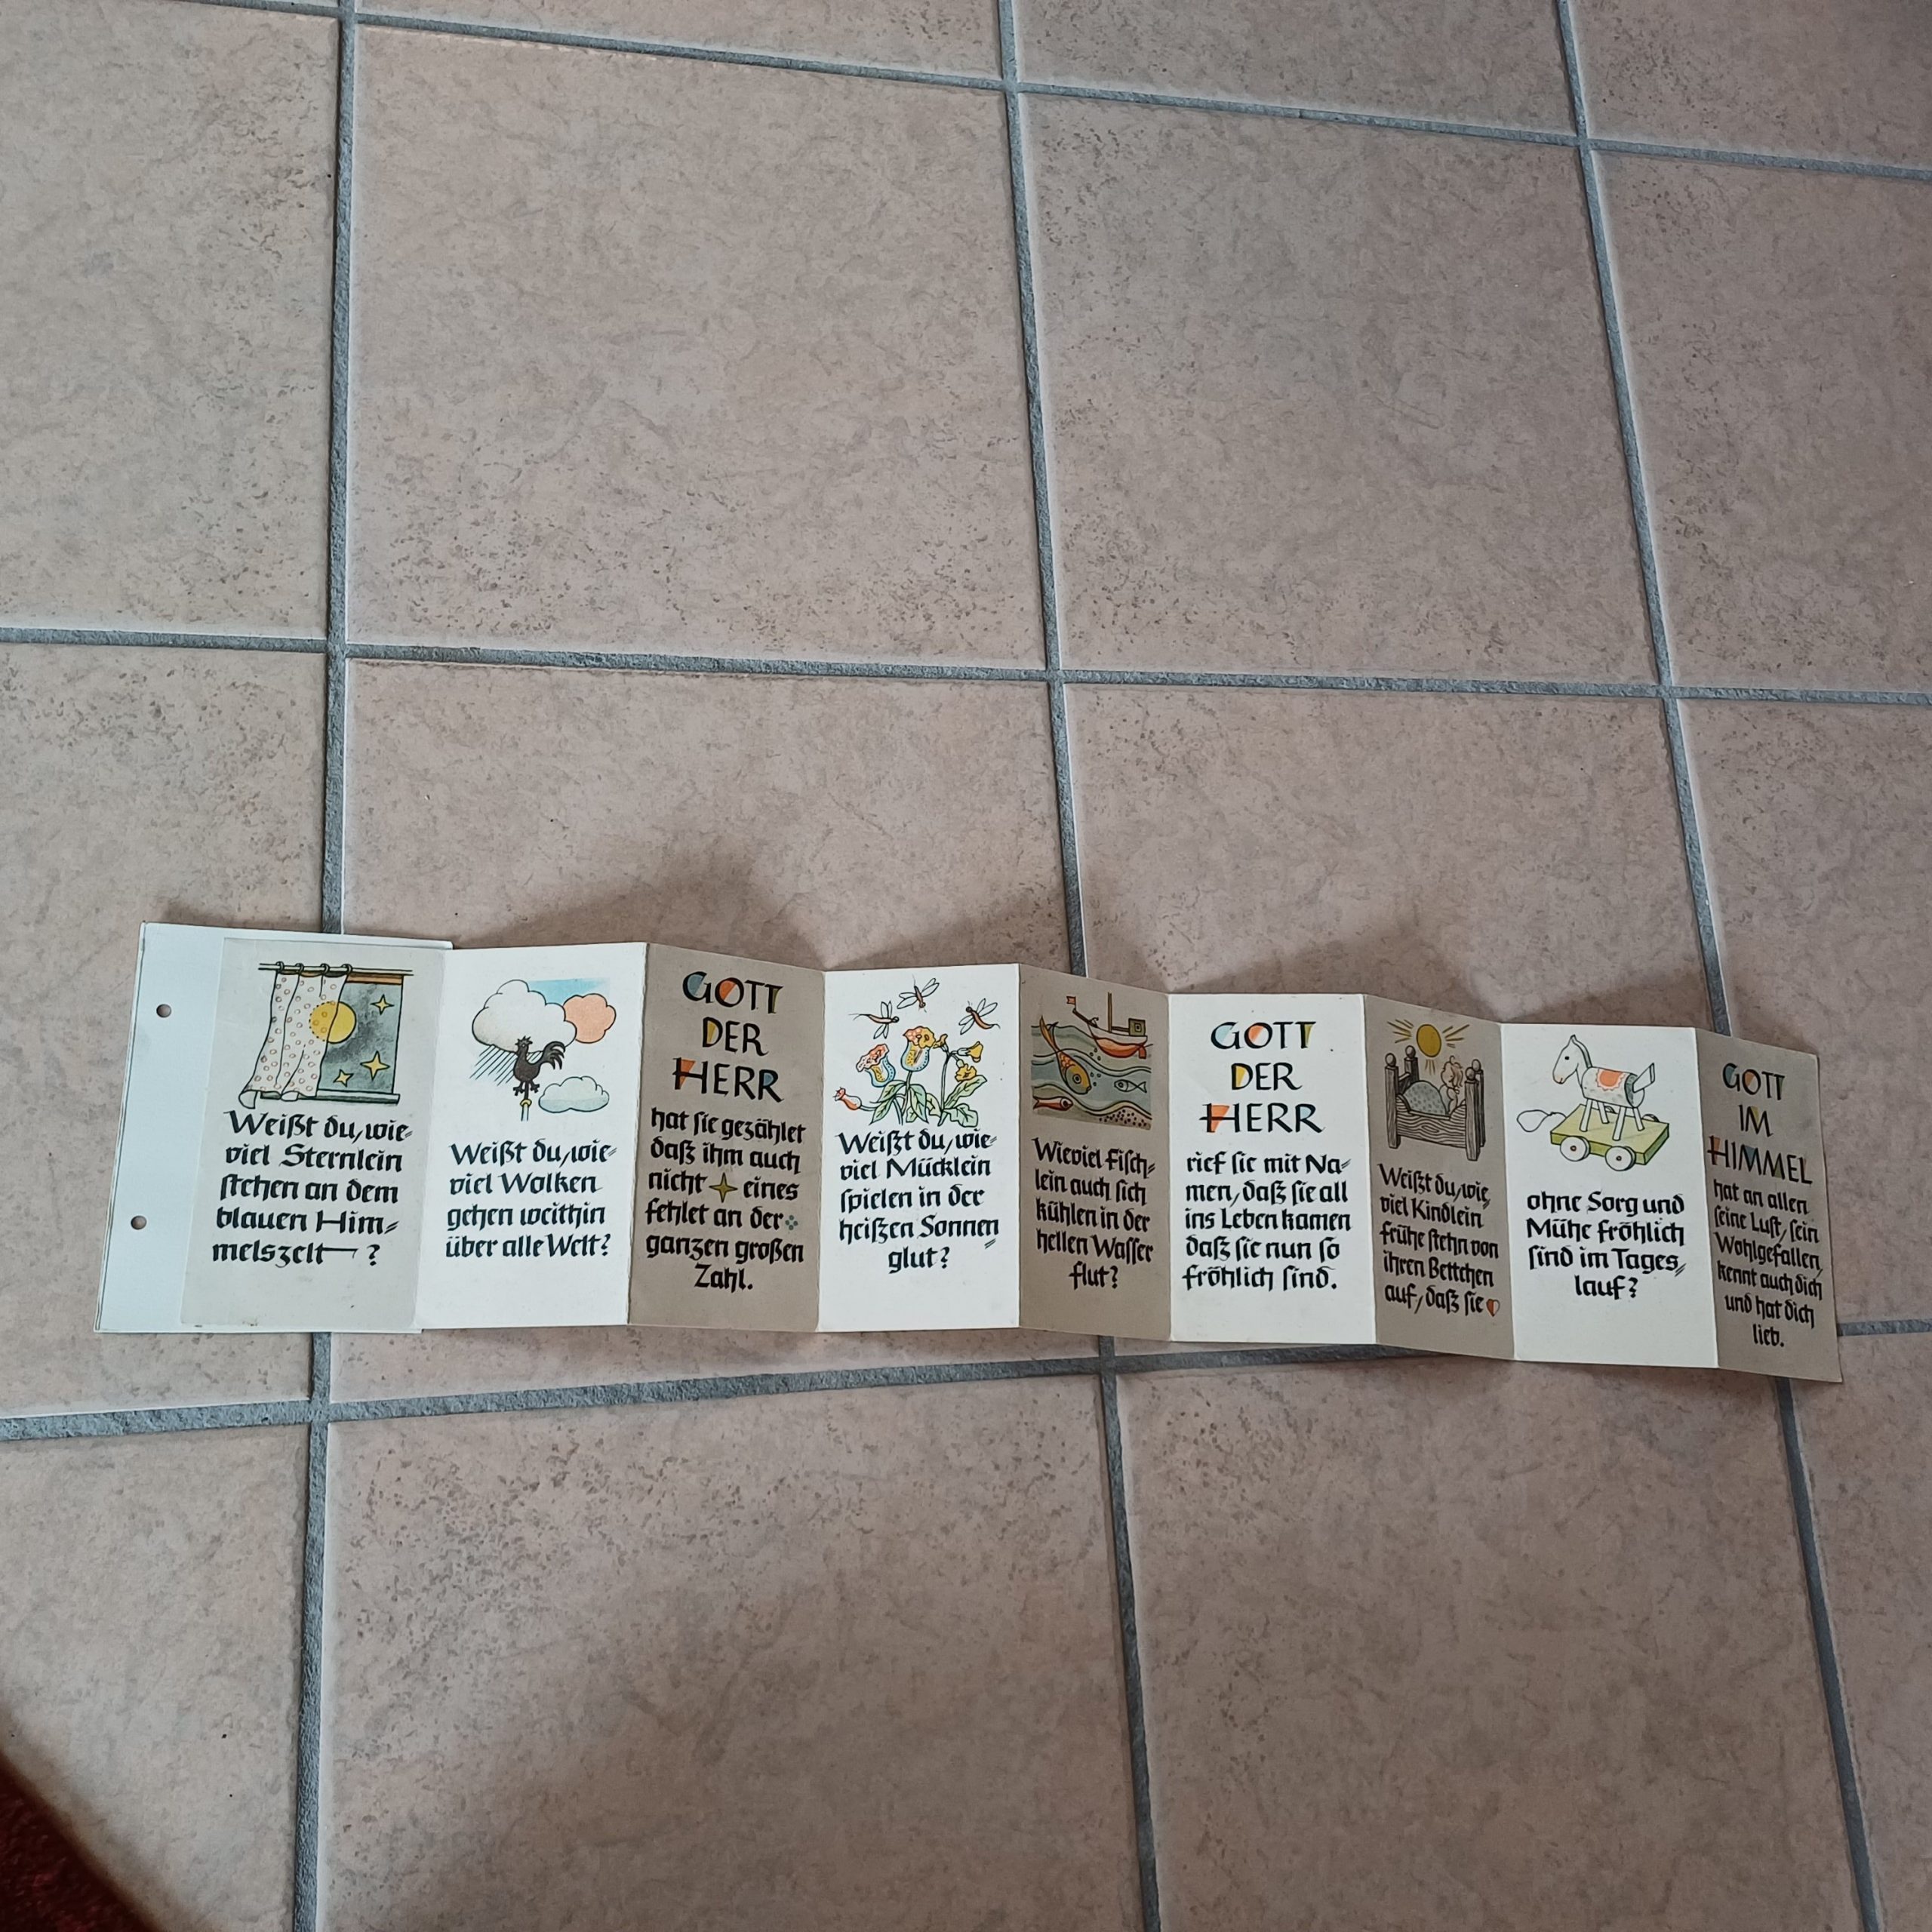 Weißt du, wie-
viel Sternlein
stehen an dem
blauen Him-
melszelt—?
Weißt du, wie-
viel Wolken
gehen weithin
über alle Welt?
GOTT
DER
HERR
hat sie gezählet
daß ihm auch
nicht eines
fehlet an der
ganzen großen
Zahl.
Weißt du, wie-
viel Mücklein
spielen in der
heißen Sonnen-
glut?
Wieviel Fisch-
lein auch sich
kühlen in der
hellen Wasser
flut?
GOTT
DER
HERR
rief sie mit Na-
men, daß sie all
ins Leben kamen
daß sie nun so
fröhlich sind.
Weißt du, wie
viel Kindlein
frühe stehn von
ihren Bettchen
auf, daß sie
ohne Sorg und
Mühe fröhlich
sind im Tages-
lauf?
GOTT
IM
HIMMEL
hat an allen
seine Lust, sein
Wohlgefallen,
kennt auch dich
und hat dich
lieb.